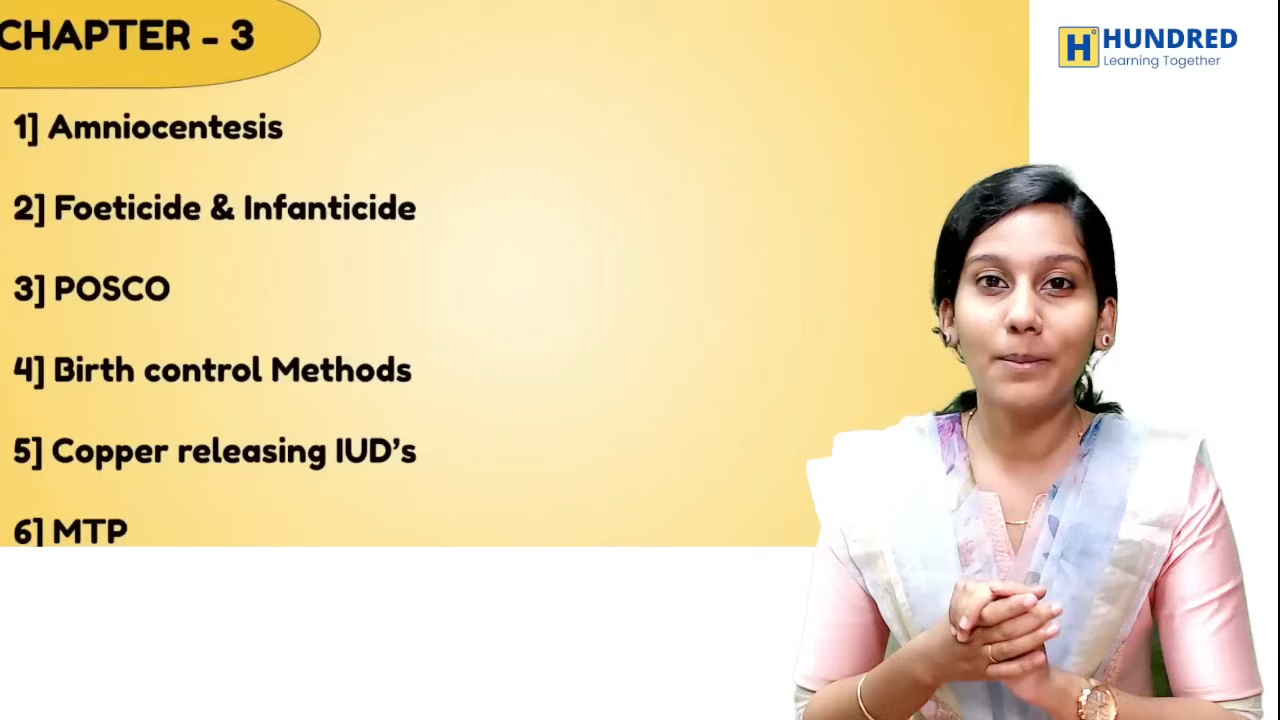 CHAPTER - 3
H HUNDRED
Learning Together
1] Amniocentesis
2] Foeticide & Infanticide
3] POSCO
4] Birth control Methods
5] Copper releasing IUD’s
6] MTP